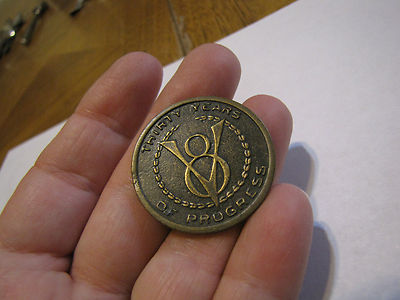 THIRTY YEARS
V8
OF PROGRESS